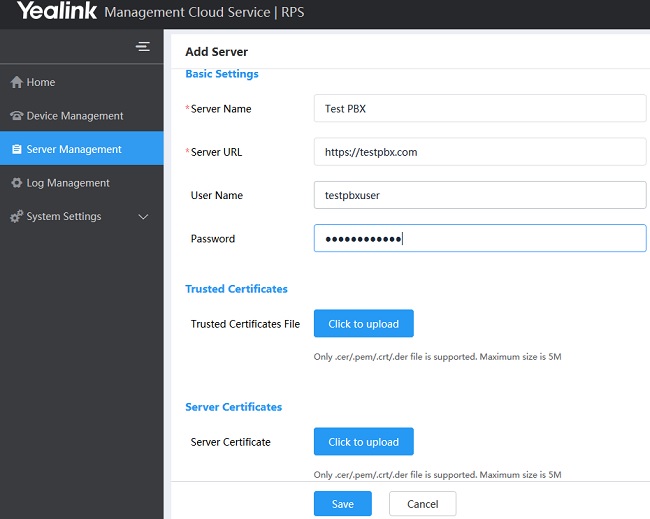 Yealink Management Cloud Service | RPS
Home
Device Management
Server Management
Log Management
System Settings
Add Server
Basic Settings
*Server Name Test PBX
*Server URL https://testpbx.com
User Name testpbxuser
Password ●●●●●●●●●●●●
Trusted Certificates
Trusted Certificates File Click to upload
Only .cer/.pem/.crt/.der file is supported. Maximum size is 5M
Server Certificates
Server Certificate Click to upload
Only .cer/.pem/.crt/.der file is supported. Maximum size is 5M
Save Cancel